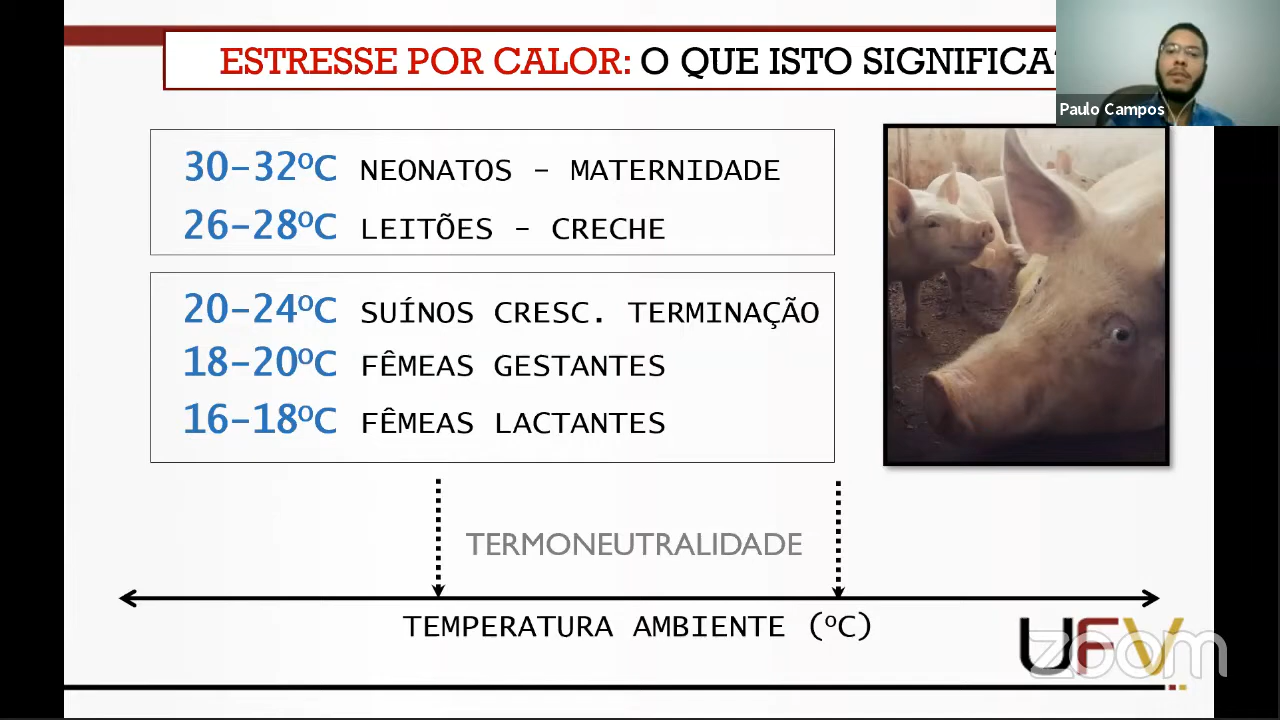 ESTRESSE POR CALOR: O QUE ISTO SIGNIFICA
Paulo Campos
30-32ºC NEONATOS - MATERNIDADE
26-28ºC LEITÕES - CRECHE
20-24ºC SUÍNOS CRESC. TERMINAÇÃO
18-20ºC FÊMEAS GESTANTES
16-18ºC FÊMEAS LACTANTES
TERMONEUTRALIDADE
TEMPERATURA AMBIENTE (ºC)
UFV
zoom